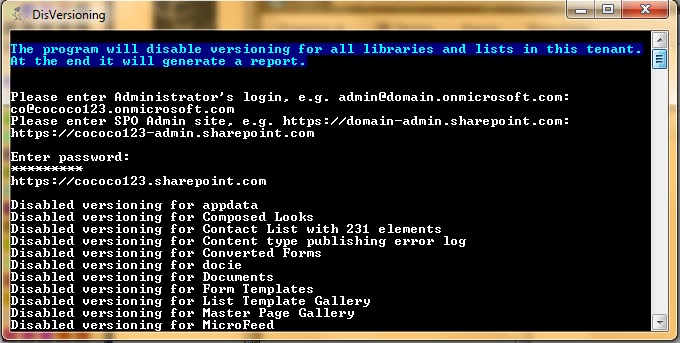 DisVersioning
The program will disable versioning for all libraries and lists in this tenant.
At the end it will generate a report.
Please enter Administrator's login, e.g. admin@domain.onmicrosoft.com:
co@cococo123.onmicrosoft.com
Please enter SPO Admin site, e.g. https://domain-admin.sharepoint.com:
https://cococo123-admin.sharepoint.com
Enter password:
*********
https://cococo123.sharepoint.com
Disabled versioning for appdata
Disabled versioning for Composed Looks
Disabled versioning for Contact List with 231 elements
Disabled versioning for Content type publishing error log
Disabled versioning for Converted Forms
Disabled versioning for docie
Disabled versioning for Documents
Disabled versioning for Form Templates
Disabled versioning for List Template Gallery
Disabled versioning for Master Page Gallery
Disabled versioning for MicroFeed